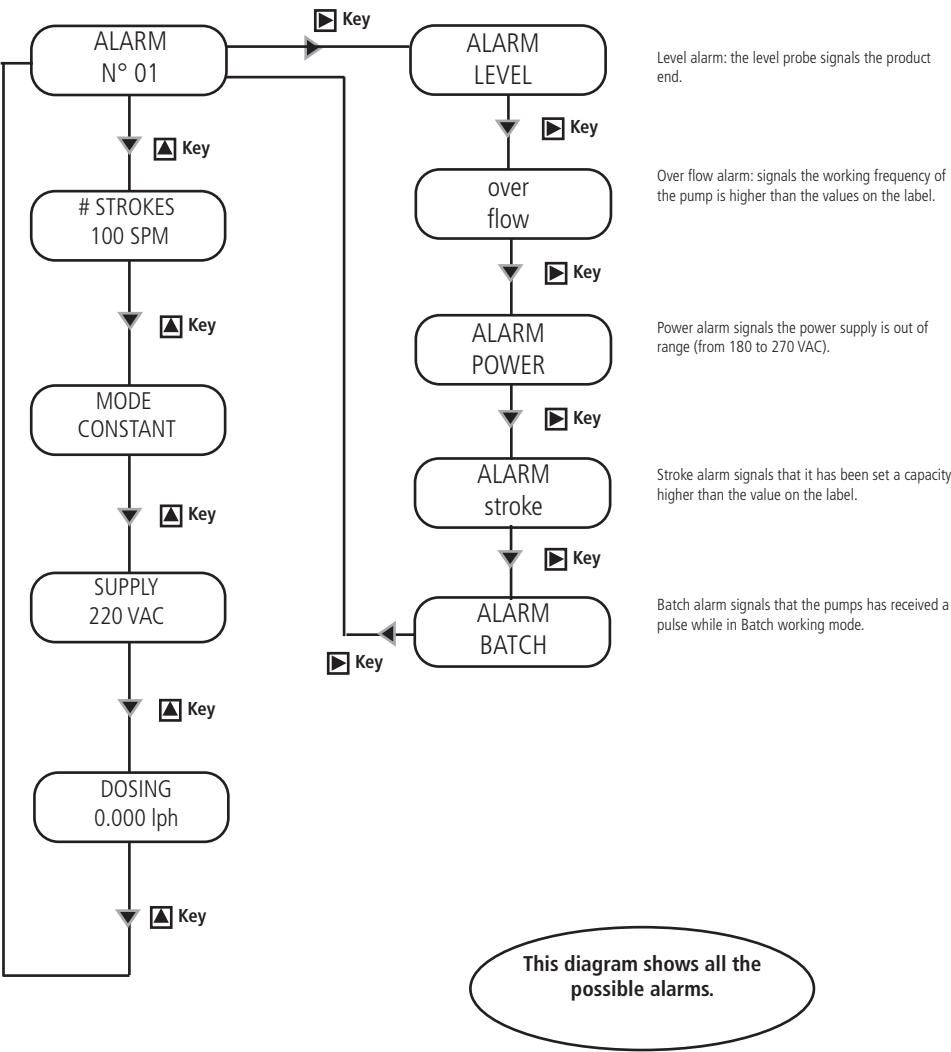 ALARM
N° 01
Key
ALARM
LEVEL
Level alarm: the level probe signals the product
end.
Key
Key
# STROKES
100 SPM
over
flow
Over flow alarm: signals the working frequency of
the pump is higher than the values on the label.
Key
Key
ALARM
POWER
Power alarm signals the power supply is out of
range (from 180 to 270 VAC).
MODE
CONSTANT
Key
ALARM
stroke
Stroke alarm signals that it has been set a capacity
higher than the value on the label.
Key
Key
SUPPLY
220 VAC
ALARM
BATCH
Batch alarm signals that the pumps has received a
pulse while in Batch working mode.
Key
Key
DOSING
0.000 lph
Key
This diagram shows all the
possible alarms.